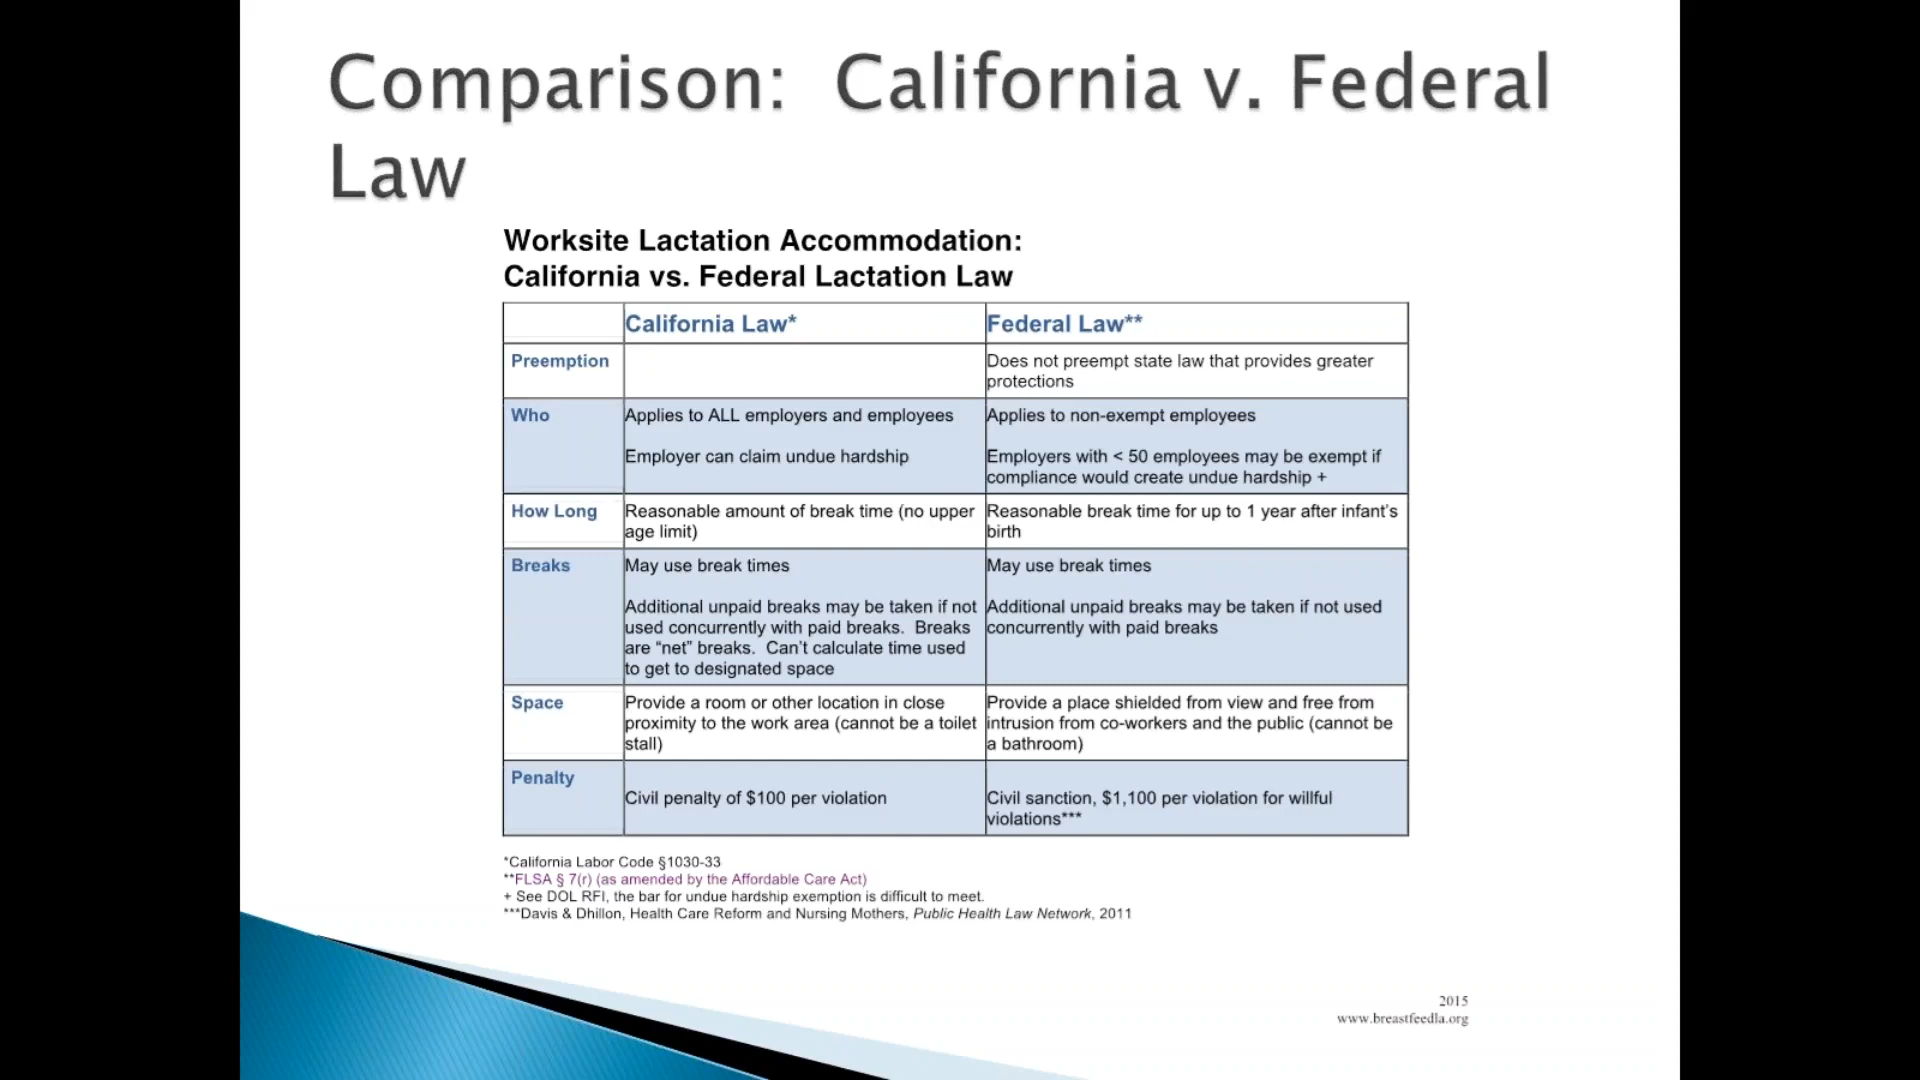 Comparison: California v. Federal
Law
Worksite Lactation Accommodation:
California vs. Federal Lactation Law
California Law*
Federal Law**
Preemption
Does not preempt state law that provides greater
protections
Who
Applies to ALL employers and employees
Employer can claim undue hardship
Applies to non-exempt employees
Employers with < 50 employees may be exempt if
compliance would create undue hardship +
How Long
Reasonable amount of break time (no upper
age limit)
Reasonable break time for up to 1 year after infant's
birth
Breaks
May use break times
Additional unpaid breaks may be taken if not
used concurrently with paid breaks. Breaks
are “net” breaks. Can't calculate time used
to get to designated space
May use break times
Additional unpaid breaks may be taken if not used
concurrently with paid breaks
Space
Provide a room or other location in close
proximity to the work area (cannot be a toilet
stall)
Provide a place shielded from view and free from
intrusion from co-workers and the public (cannot be
a bathroom)
Penalty
Civil penalty of $100 per violation
Civil sanction, $1,100 per violation for willful
violations***
*California Labor Code §1030-33
**FLSA § 7(r) (as amended by the Affordable Care Act)
+ See DOL RFI, the bar for undue hardship exemption is difficult to meet.
***Davis & Dhillon, Health Care Reform and Nursing Mothers, Public Health Law Network, 2011
2015
www.breastfeedla.org